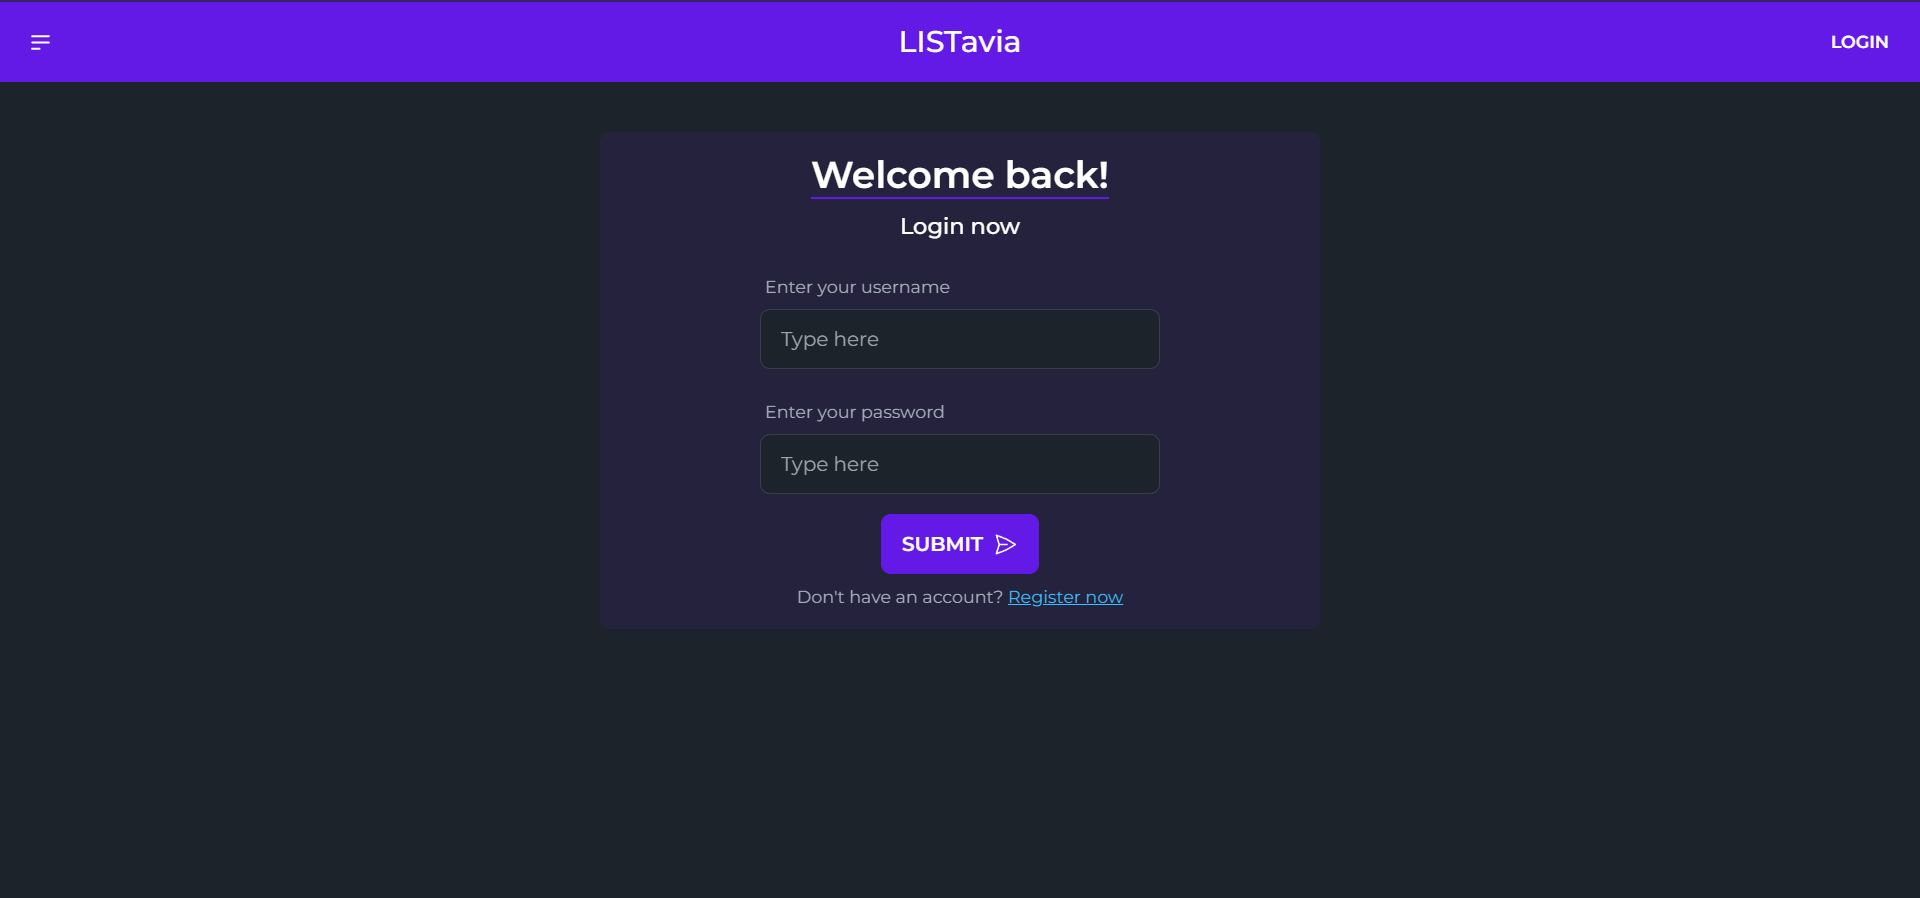 LISTavia
LOGIN
Welcome back!
Login now
Enter your username
Type here
Enter your password
Type here
SUBMIT
Don't have an account? Register now